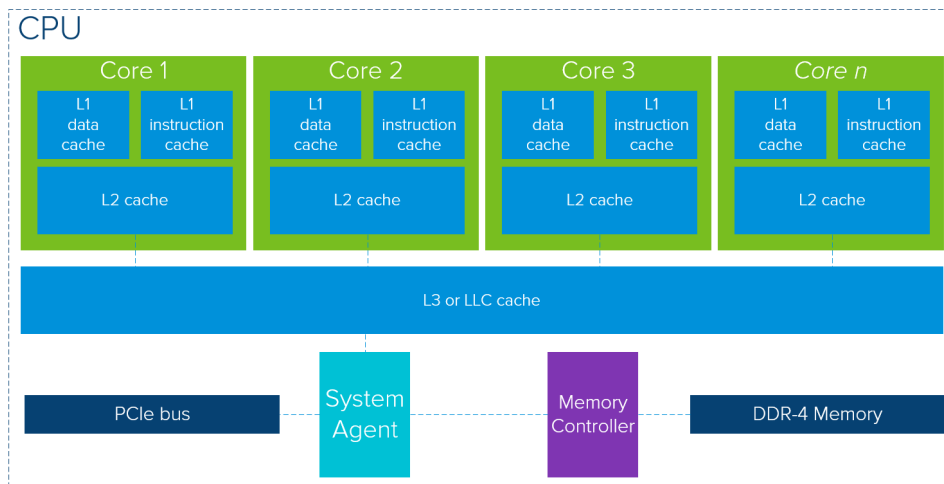 CPU
Core 1
L1
data
cache
L1
instruction
cache
L2 cache
Core 2
L1
data
cache
L1
instruction
cache
L2 cache
Core 3
L1
data
cache
L1
instruction
cache
L2 cache
Core n
L1
data
cache
L1
instruction
cache
L2 cache
L3 or LLC cache
PCIe bus
System
Agent
Memory
Controller
DDR-4 Memory